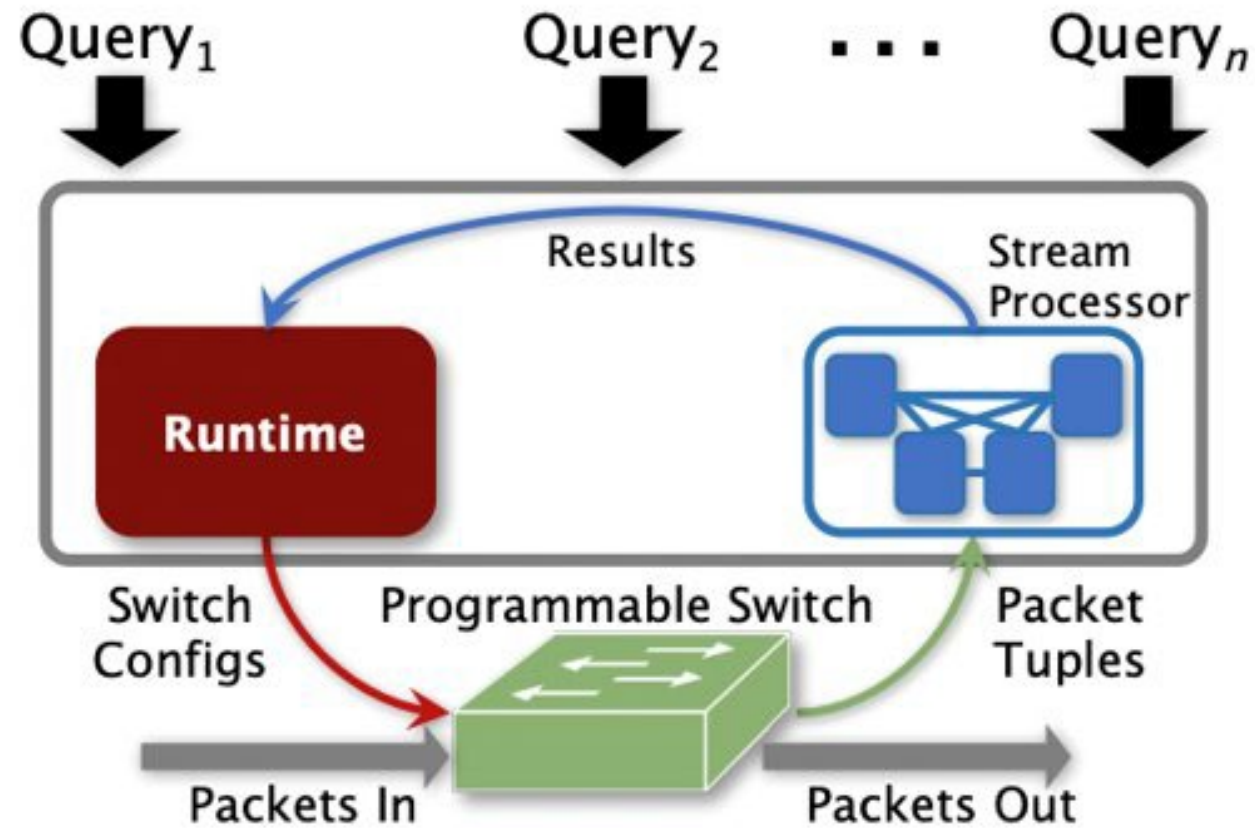 Query₁ Query₂ ... Queryₙ
Results
Stream
Processor
Runtime
Switch
Configs
Programmable Switch
Packet
Tuples
Packets In
Packets Out